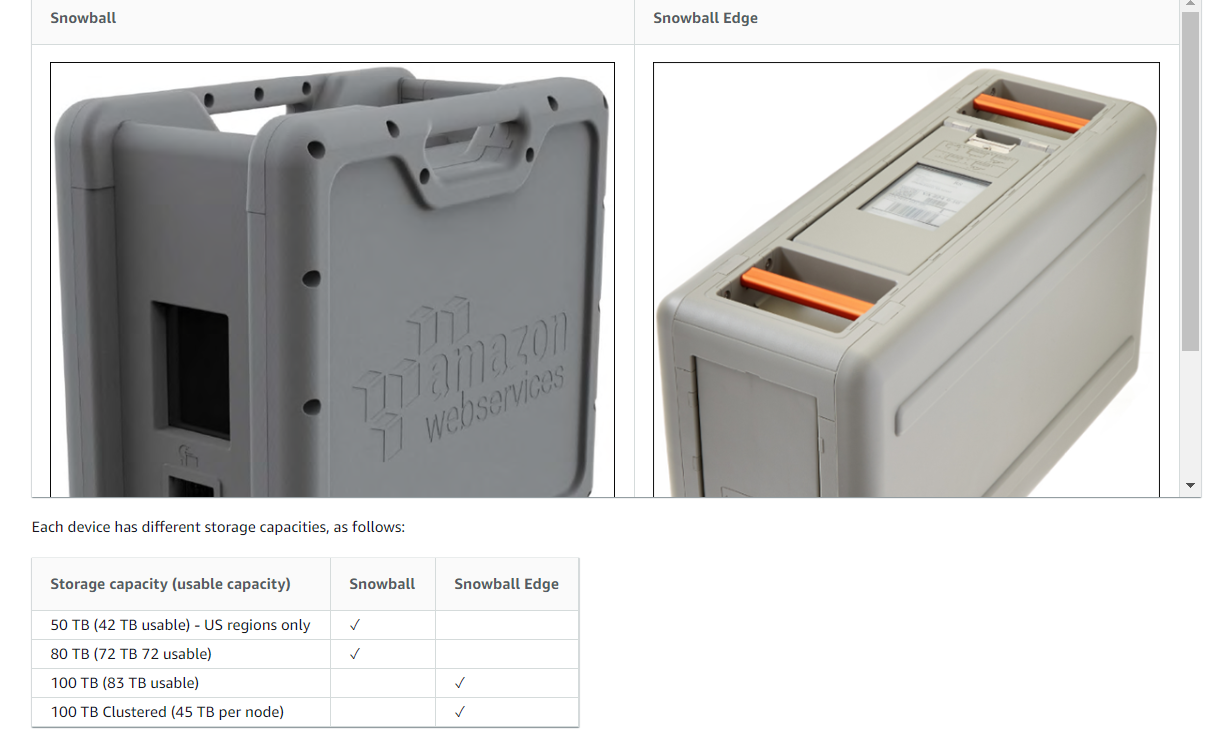 Snowball
Snowball Edge
amazon
webservices
Each device has different storage capacities, as follows:
Storage capacity (usable capacity) Snowball Snowball Edge
50 TB (42 TB usable) - US regions only ✓
80 TB (72 TB 72 usable) ✓
100 TB (83 TB usable) ✓
100 TB Clustered (45 TB per node) ✓